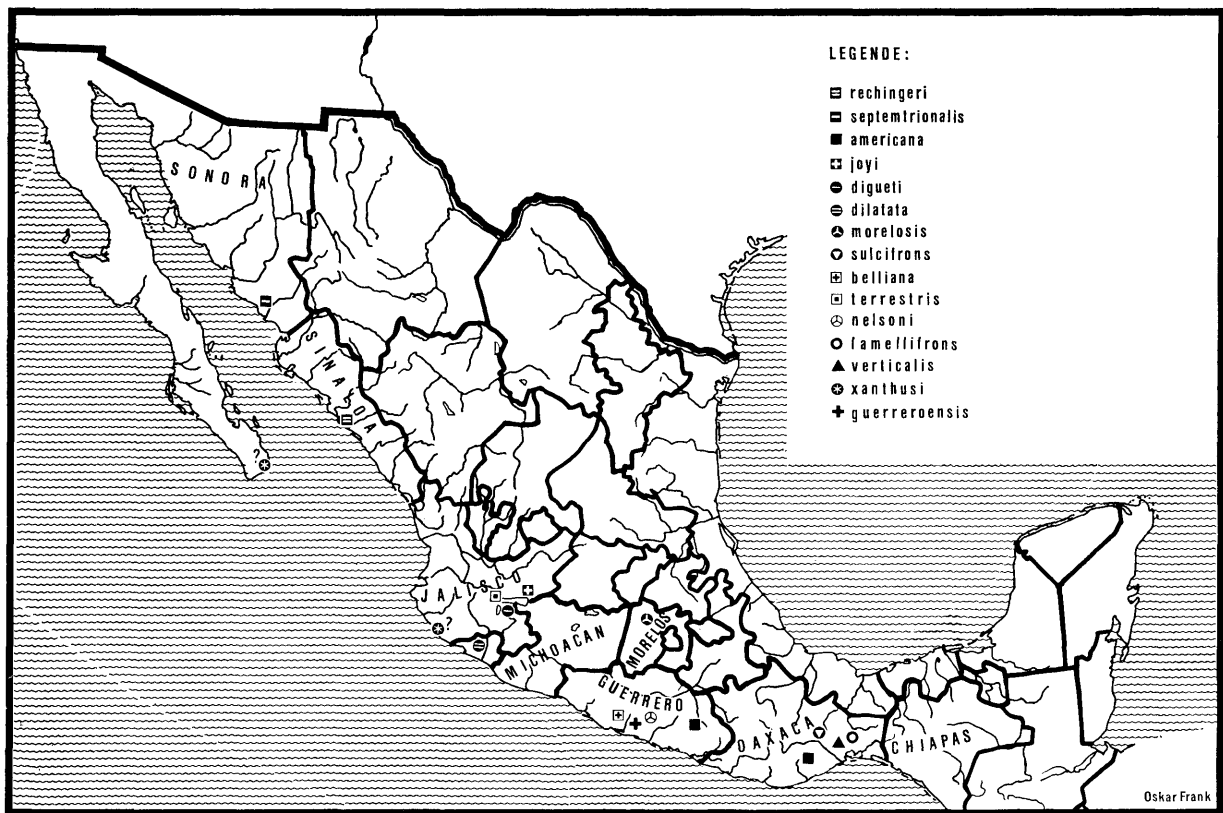 LEGENDE:
rechingeri
septemtrionalis
americana
joyi
digueti
dilatata
morelosis
sulcifrons
belliana
terrestris
nelsoni
lamellifrons
verticalis
xanthusi
guerreroensis
SONORA
SINALOA
?
JALISCO
?
MICHOACAN
MORELOS
GUERRERO
OAXACA
CHIAPAS
Oskar Frank